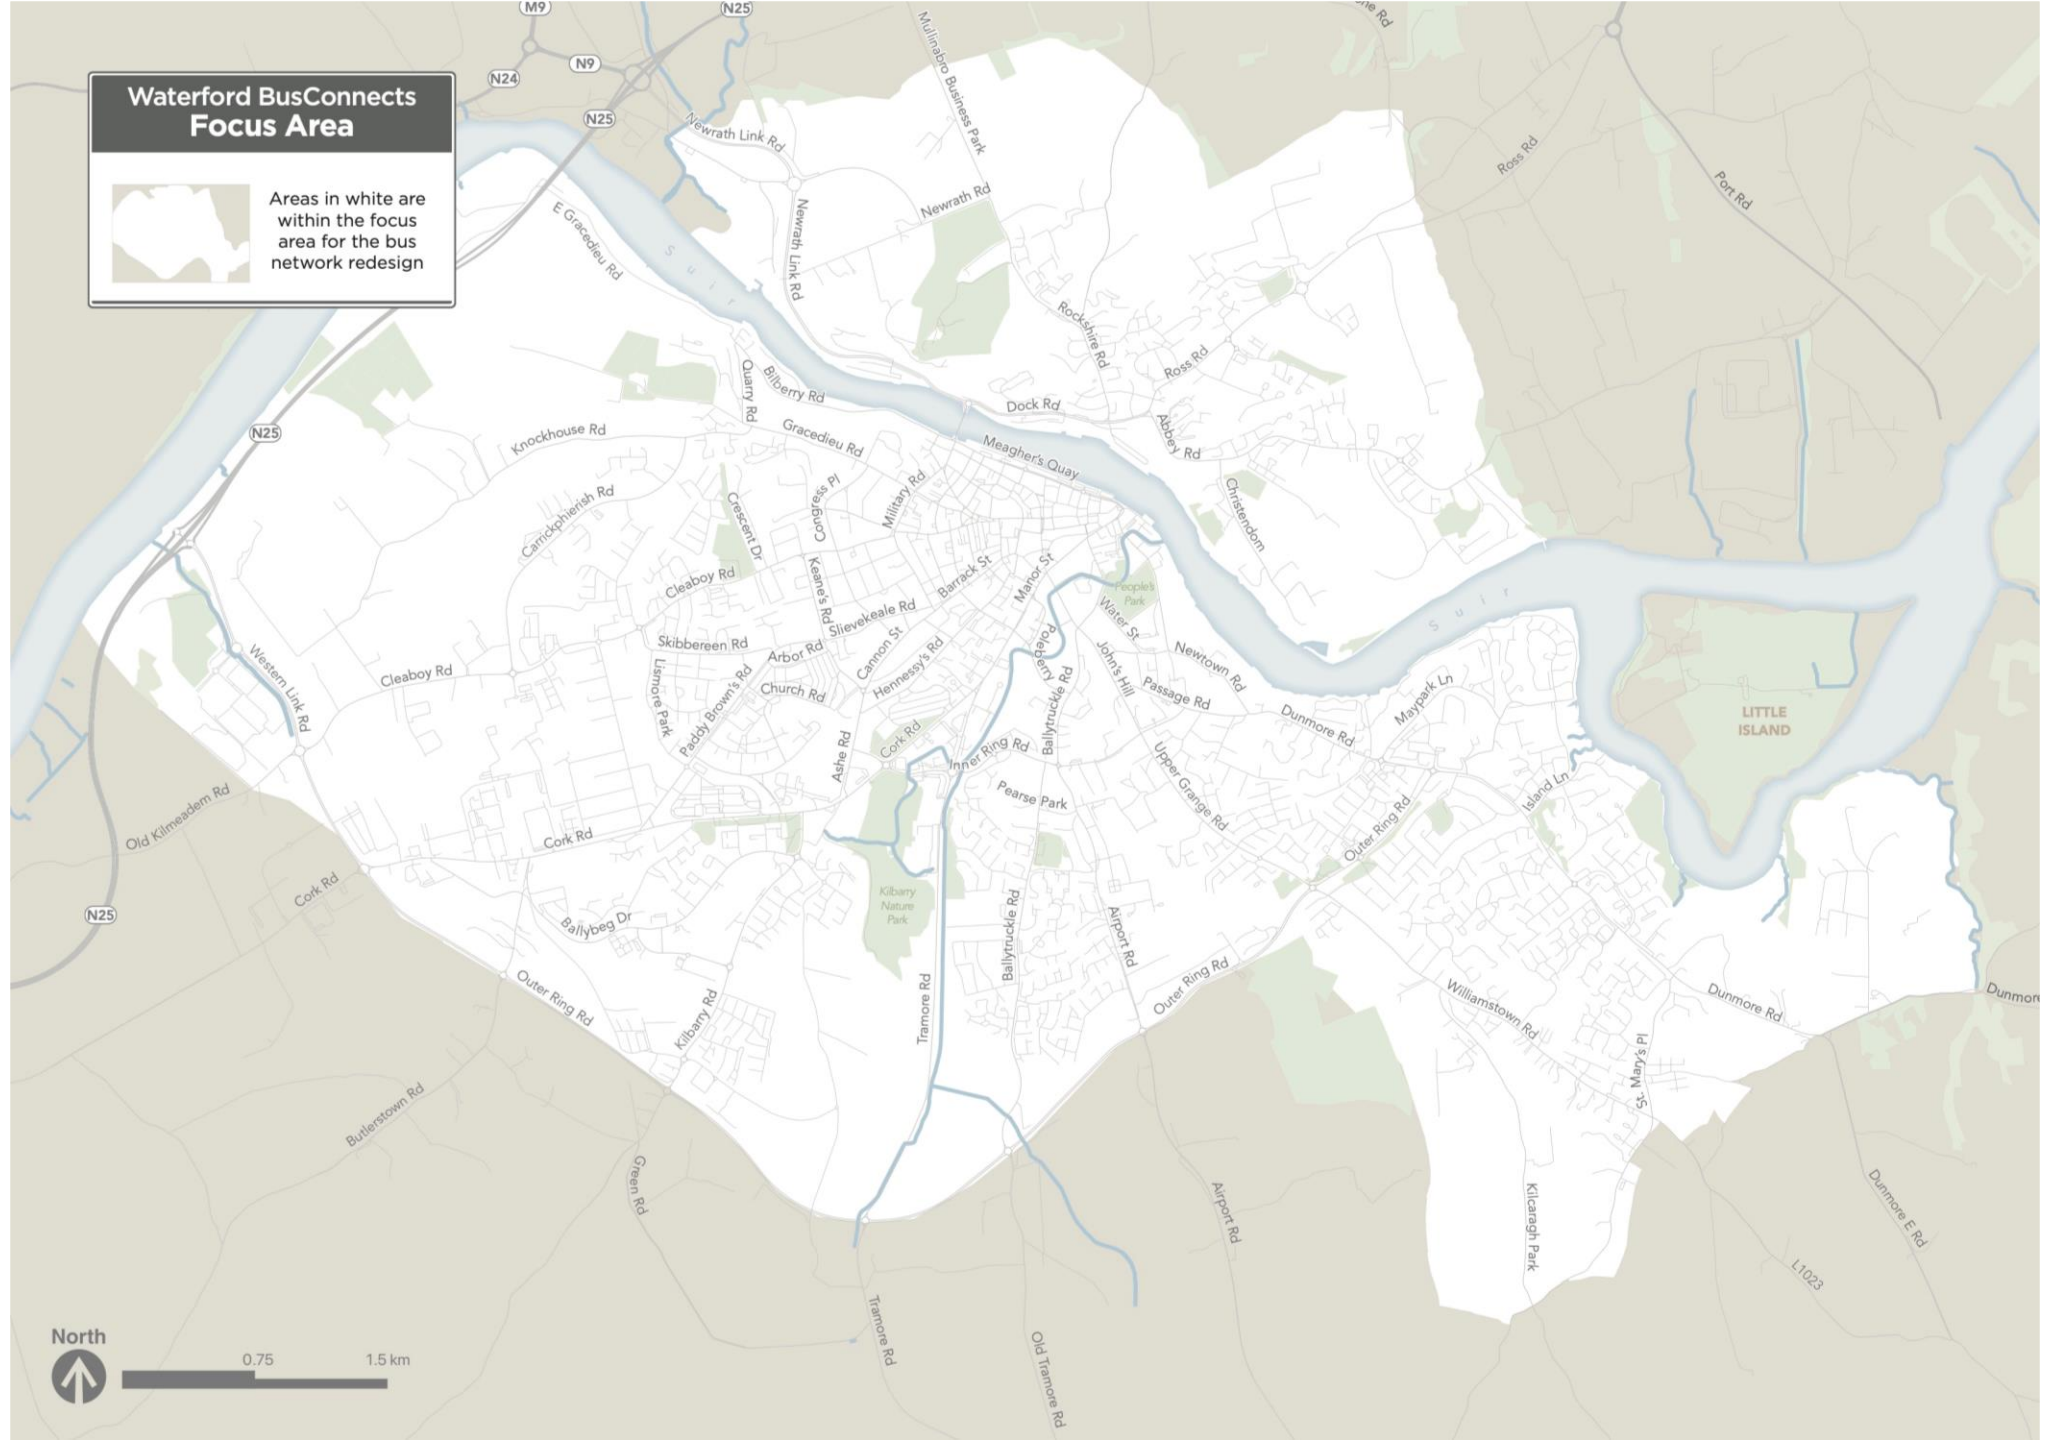 M9
N25
N24
N9
N25
ne Rd
Mullinabro Business Park
Waterford BusConnects
Focus Area
Areas in white are
within the focus
area for the bus
network redesign
Newrath Link Rd
Ross Rd
Port Rd
Newrath Rd
E Gracedieu Rd
Newrath Link Rd
Suir
Rockshire Rd
Ross Rd
Quarry Rd
Bilberry Rd
Dock Rd
Abbey Rd
N25
Knockhouse Rd
Gracedieu Rd
Meagher's Quay
Carrickphierish Rd
Crescent Dr
Congress Pl
Military Rd
Christendom
Cleaboy Rd
Keane's Rd
Barrack St
Manor St
People's
Park
Water St
Suir
Slievekeale Rd
Skibbereen Rd
Arbor Rd
Cannon St
Hennessy's Rd
Poleberry
John's Hill
Newtown Rd
Western Link Rd
Cleaboy Rd
Lismore Park
Paddy Brown's Rd
Church Rd
Ballytruckle Rd
Passage Rd
Dunmore Rd
Maypark Ln
LITTLE
ISLAND
Ashe Rd
Cork Rd
Inner Ring Rd
Upper Grange Rd
Pearse Park
Island Ln
Outer Ring Rd
Old Kilmeadern Rd
Cork Rd
Cork Rd
Kilbarry
Nature
Park
N25
Ballybeg Dr
Ballytruckle Rd
Airport Rd
Outer Ring Rd
Kilbarry Rd
Tramore Rd
Outer Ring Rd
Williamstown Rd
Dunmore Rd
Dunmore
St. Mary's Pl
Butlerstown Rd
Green Rd
Airport Rd
Kilcaragh Park
Dunmore E Rd
L1023
Tramore Rd
Old Tramore Rd
North
0.75
1.5 km